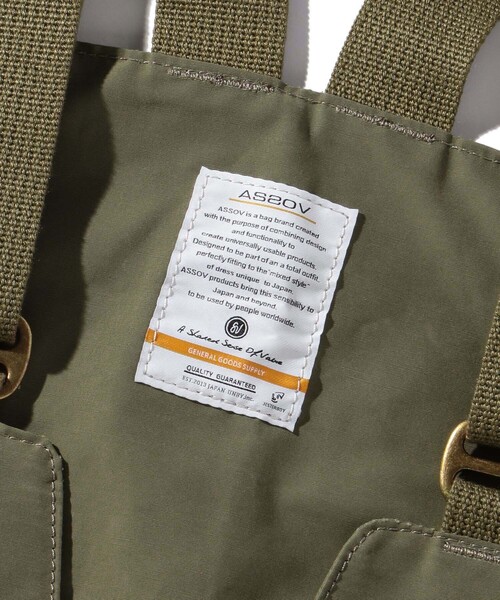 ASSOV
ASSOV is a bag brand created
with the purpose of combining design
and functionality to
create universally usable products.
Designed to be part of an a total outfit,
perfectly fitting to the "mixed style"
of dress unique to Japan.
ASSOV products bring this sensibility to
Japan and beyond,
to be used by people worldwide.
A Shared Sense Of Value
GENERAL GOODS SUPPLY
QUALITY GUARANTEED
EST.2013 JAPAN UNBY,inc.